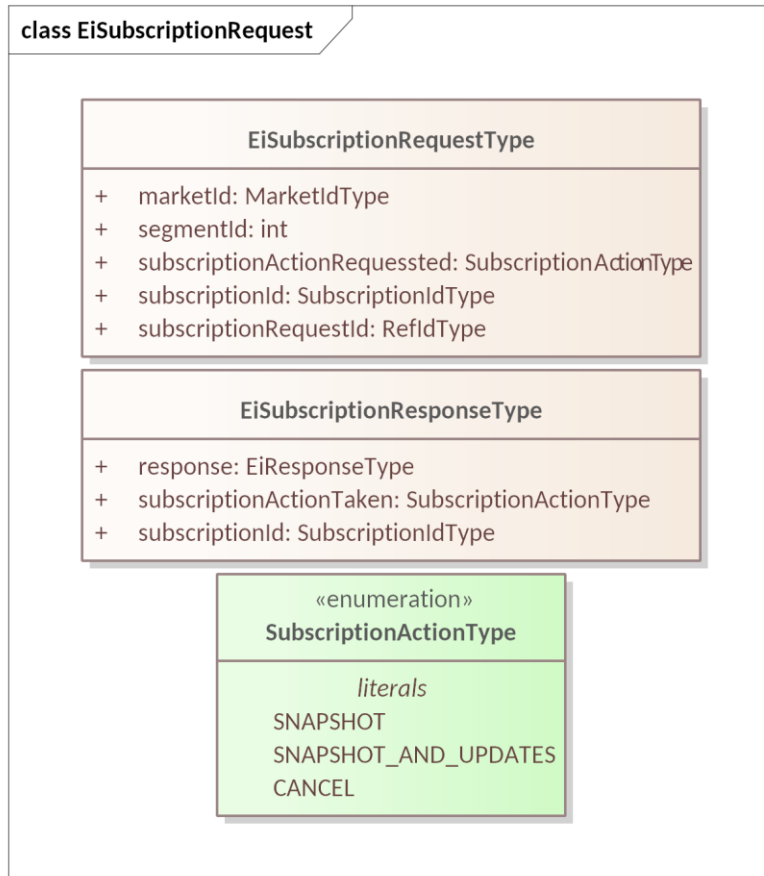 class EiSubscriptionRequest
EiSubscriptionRequestType
+ marketId: MarketIdType
+ segmentId: int
+ subscriptionActionRequessted: SubscriptionActionType
+ subscriptionId: SubscriptionIdType
+ subscriptionRequestId: RefIdType
EiSubscriptionResponseType
+ response: EiResponseType
+ subscriptionActionTaken: SubscriptionActionType
+ subscriptionId: SubscriptionIdType
«enumeration»
SubscriptionActionType
literals
SNAPSHOT
SNAPSHOT_AND_UPDATES
CANCEL